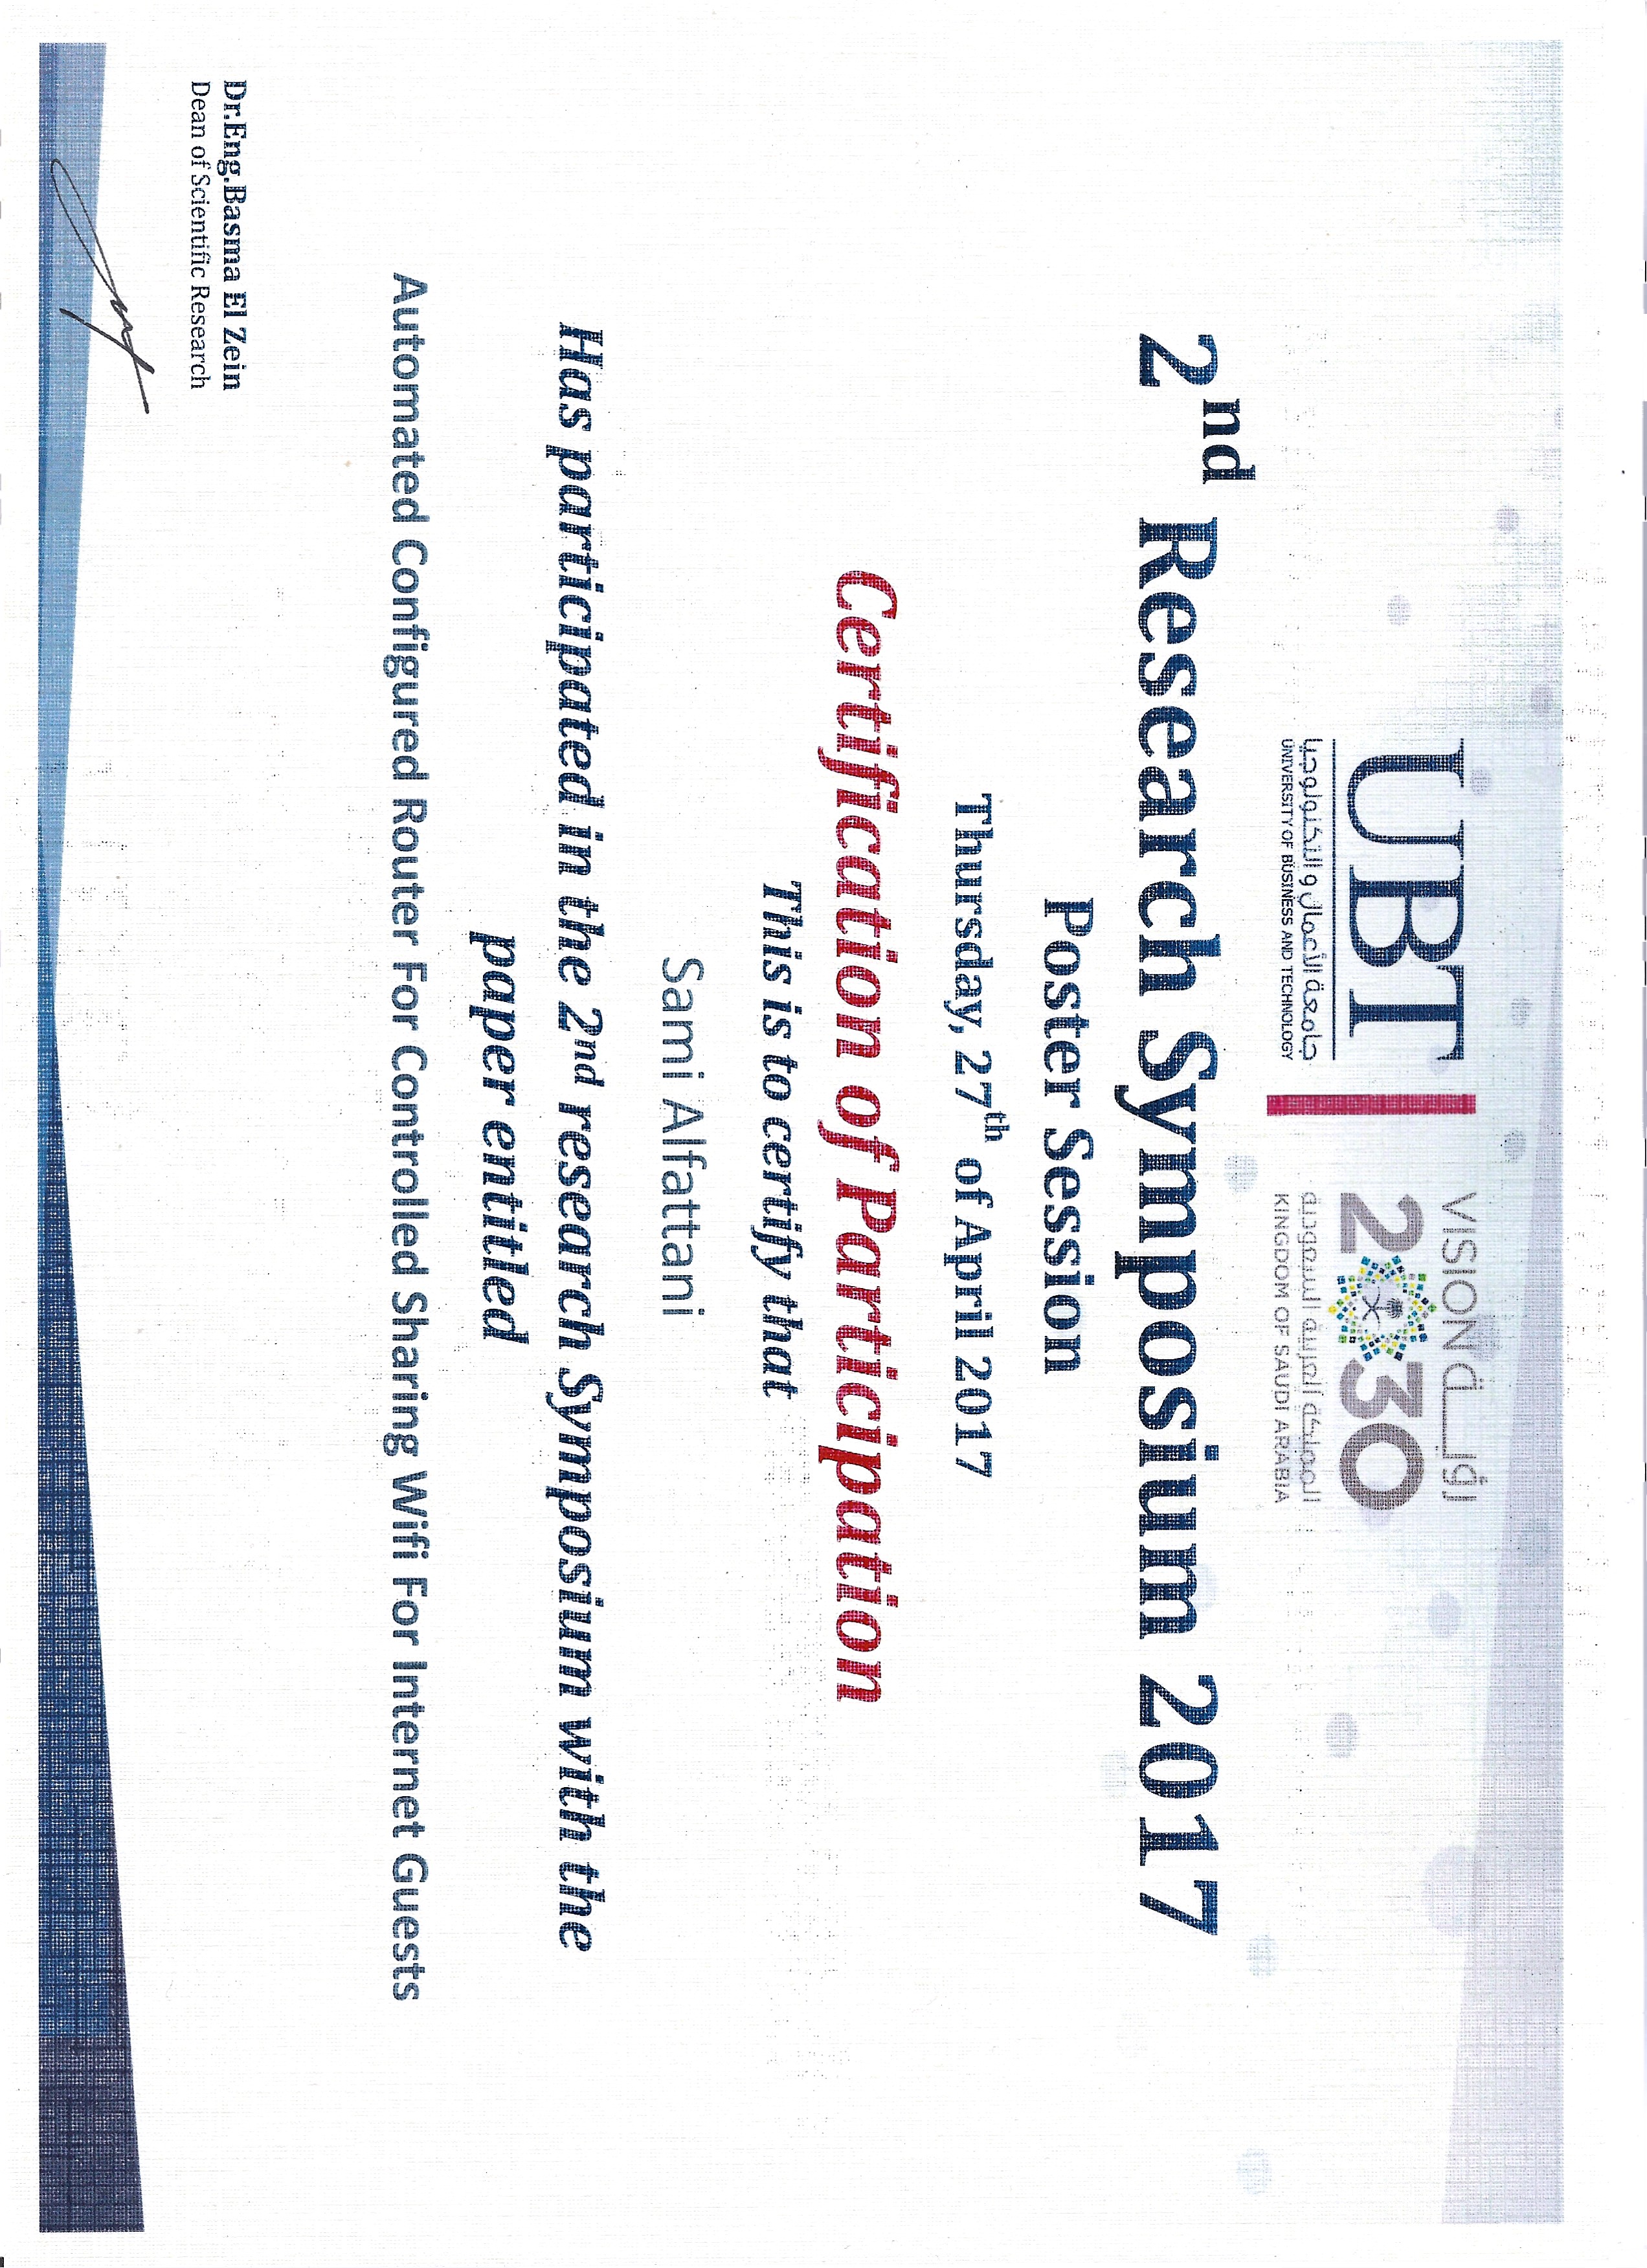 UBT
جامعة الأعمال و التكنولوجيا
UNIVERSITY OF BUSINESS AND TECHNOLOGY
VISION رؤيـــة
2030
المملكة العربية السعودية
KINGDOM OF SAUDI ARABIA
2nd Research Symposium 2017
Poster Session
Thursday, 27th of April 2017
Certification of Participation
This is to certify that
Sami Alfattani
Has participated in the 2nd research Symposium with the
paper entitled
Automated Configured Router For Controlled Sharing Wifi For Internet Guests
Dr.Eng.Basma El Zein
Dean of Scientific Research